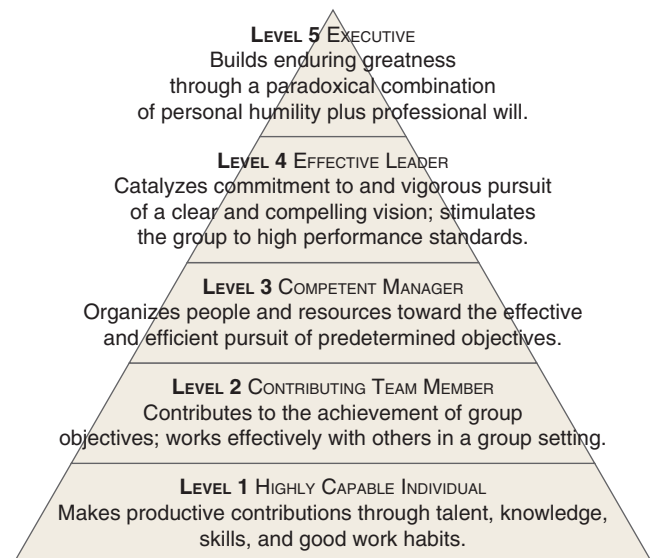 LEVEL 5 EXECUTIVE
Builds enduring greatness
through a paradoxical combination
of personal humility plus professional will.
LEVEL 4 EFFECTIVE LEADER
Catalyzes commitment to and vigorous pursuit
of a clear and compelling vision; stimulates
the group to high performance standards.
LEVEL 3 COMPETENT MANAGER
Organizes people and resources toward the effective
and efficient pursuit of predetermined objectives.
LEVEL 2 CONTRIBUTING TEAM MEMBER
Contributes to the achievement of group
objectives; works effectively with others in a group setting.
LEVEL 1 HIGHLY CAPABLE INDIVIDUAL
Makes productive contributions through talent, knowledge,
skills, and good work habits.